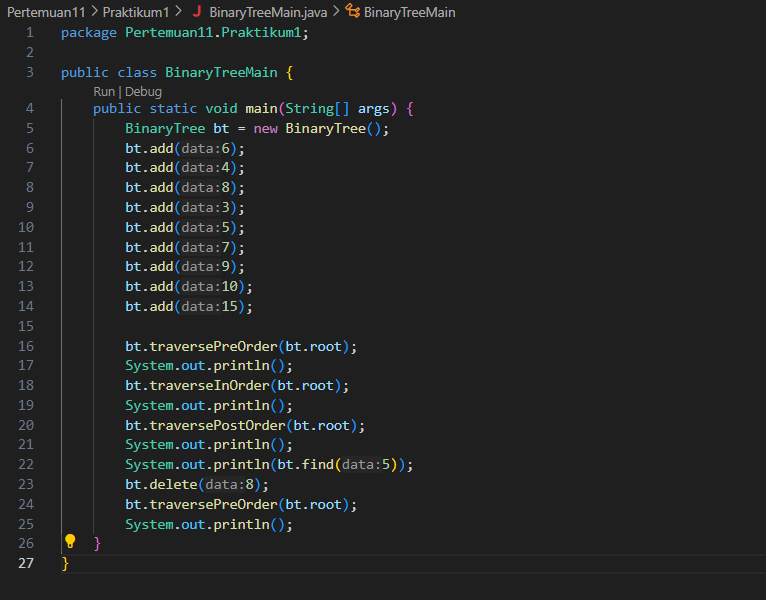 Pertemuan11 > Praktikum1 > J BinaryTreeMain.java > BinaryTreeMain
1 package Pertemuan11.Praktikum1;
2
3 public class BinaryTreeMain {
Run | Debug
4 public static void main(String[] args) {
5 BinaryTree bt = new BinaryTree();
6 bt.add(data:6);
7 bt.add(data:4);
8 bt.add(data:8);
9 bt.add(data:3);
10 bt.add(data:5);
11 bt.add(data:7);
12 bt.add(data:9);
13 bt.add(data:10);
14 bt.add(data:15);
15
16 bt.traversePreOrder(bt.root);
17 System.out.println();
18 bt.traverseInOrder(bt.root);
19 System.out.println();
20 bt.traversePostOrder(bt.root);
21 System.out.println();
22 System.out.println(bt.find(data:5));
23 bt.delete(data:8);
24 bt.traversePreOrder(bt.root);
25 System.out.println();
26 }
27 }